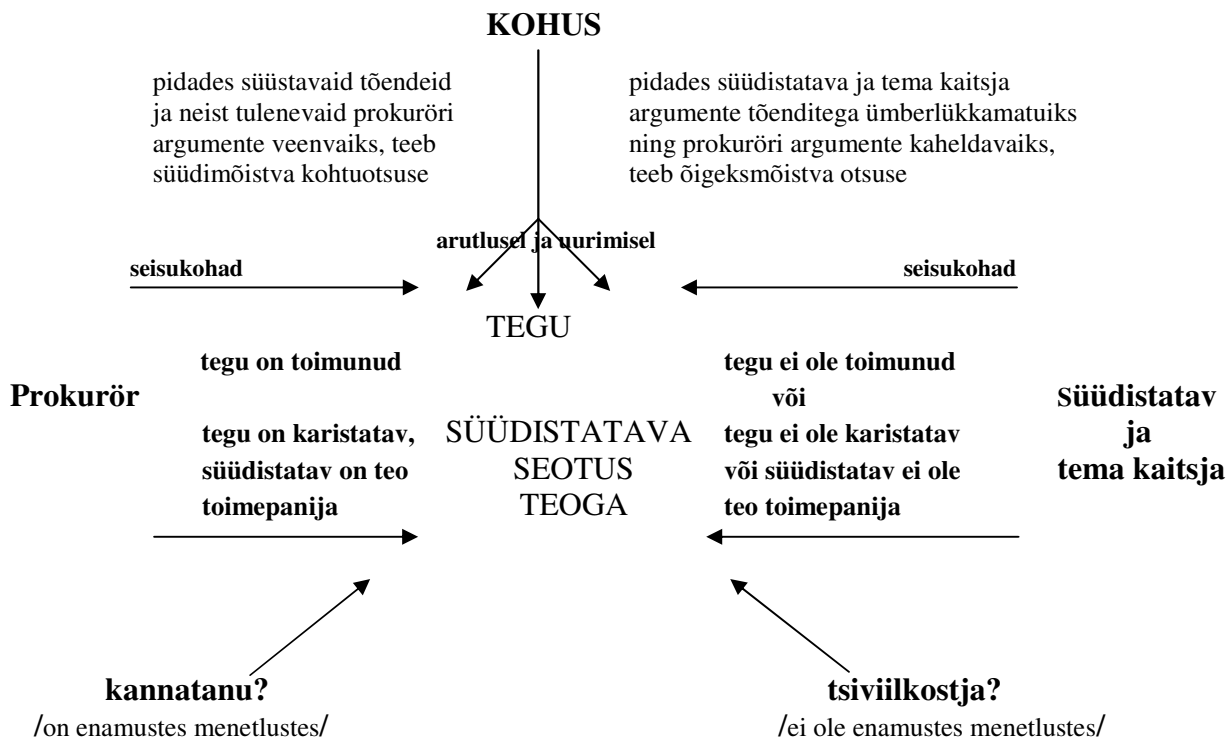 KOHUS
pidades süüstavaid tõendeid
ja neist tulenevaid prokuröri
argumente veenvaiks, teeb
süüdimõistva kohtuotsuse
pidades süüdistatava ja tema kaitsja
argumente tõenditega ümberlükkamatuiks
ning prokuröri argumente kaheldavaiks,
teeb õigeksmõistva otsuse
arutlusel ja uurimisel
seisukohad
seisukohad
TEGU
Prokurör
tegu on toimunud
tegu on karistatav,
süüdistatav on teo
toimepanija
SÜÜDISTATAVA
SEOTUS
TEOGA
tegu ei ole toimunud
või
tegu ei ole karistatav
või süüdistatav ei ole
teo toimepanija
Süüdistatav
ja
tema kaitsja
kannatanu?
/on enamustes menetlustes/
tsiviilkostja?
/ei ole enamustes menetlustes/